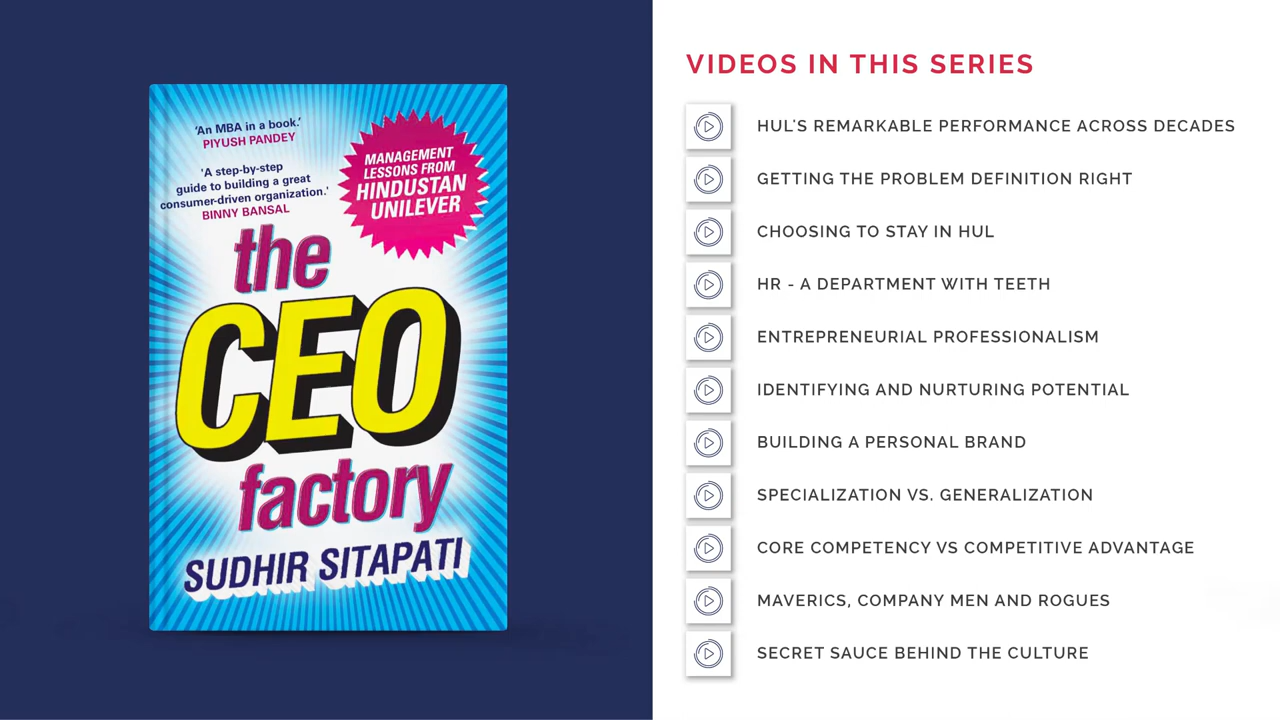 'An MBA in a book.'
PIYUSH PANDEY
'A step-by-step
guide to building a great
consumer-driven organization.'
BINNY BANSAL
MANAGEMENT
LESSONS FROM
HINDUSTAN
UNILEVER
the
CEO
factory
SUDHIR SITAPATI
VIDEOS IN THIS SERIES
HUL'S REMARKABLE PERFORMANCE ACROSS DECADES
GETTING THE PROBLEM DEFINITION RIGHT
CHOOSING TO STAY IN HUL
HR - A DEPARTMENT WITH TEETH
ENTREPRENEURIAL PROFESSIONALISM
IDENTIFYING AND NURTURING POTENTIAL
BUILDING A PERSONAL BRAND
SPECIALIZATION VS. GENERALIZATION
CORE COMPETENCY VS COMPETITIVE ADVANTAGE
MAVERICS, COMPANY MEN AND ROGUES
SECRET SAUCE BEHIND THE CULTURE